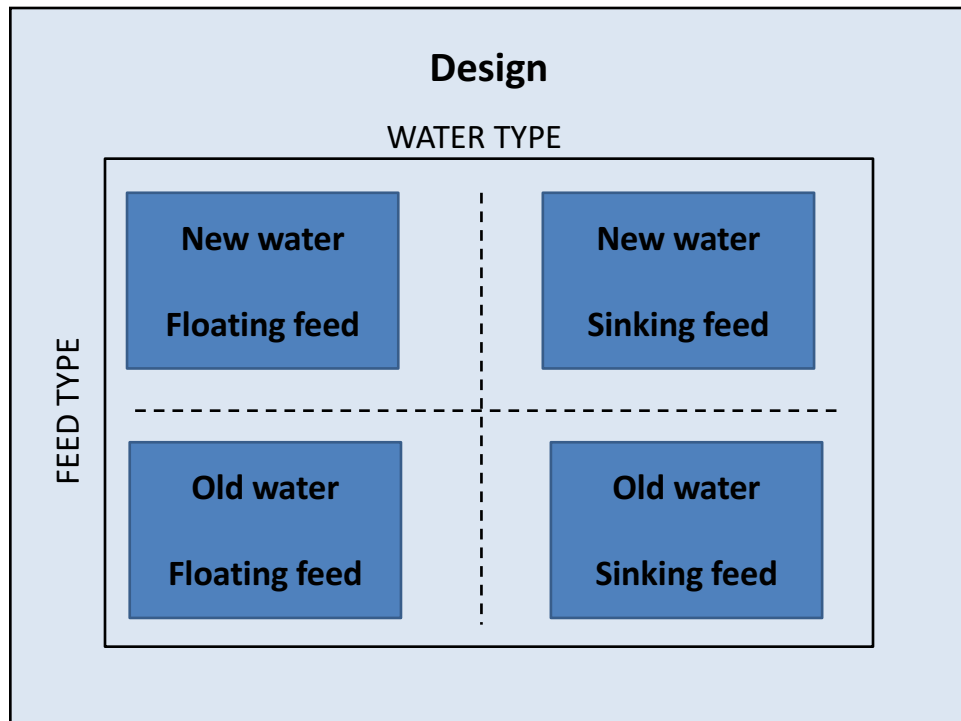 Design
WATER TYPE
FEED TYPE
New water
Floating feed
New water
Sinking feed
Old water
Floating feed
Old water
Sinking feed